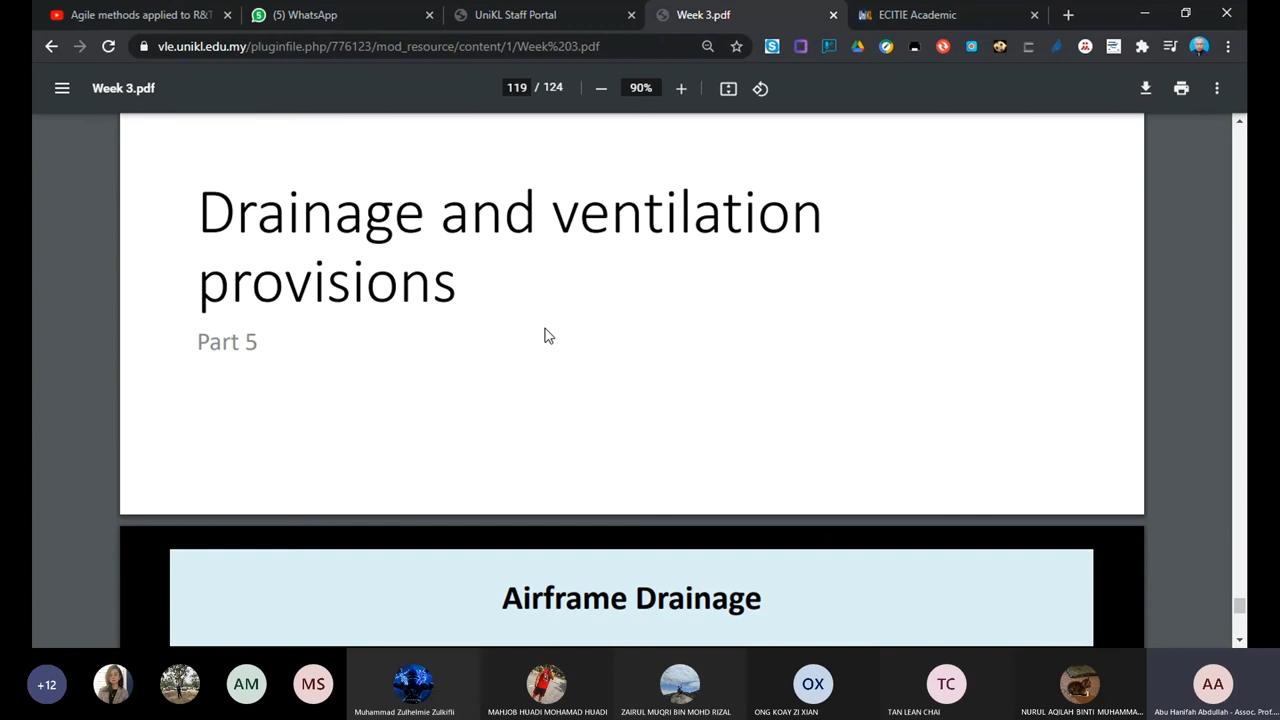 Agile methods applied to R&T
(5) WhatsApp
UniKL Staff Portal
Week 3.pdf
ECITIE Academic
vle.unikl.edu.my/pluginfile.php/776123/mod_resource/content/1/Week%203.pdf
Week 3.pdf
119 / 124
90%
Drainage and ventilation
provisions
Part 5
Airframe Drainage
+12
AM
MS
OX
TC
AA
Muhammad Zulhelmie Zulkifli
MAHJOB HUADI MOHAMAD HUADI
ZAIRUL MUQRI BIN MOHD RIZAL
ONG KOAY ZI XIAN
TAN LEAN CHAI
NURUL AQILAH BINTI MUHAMMA...
Abu Hanifah Abdullah - Assoc. Prof...